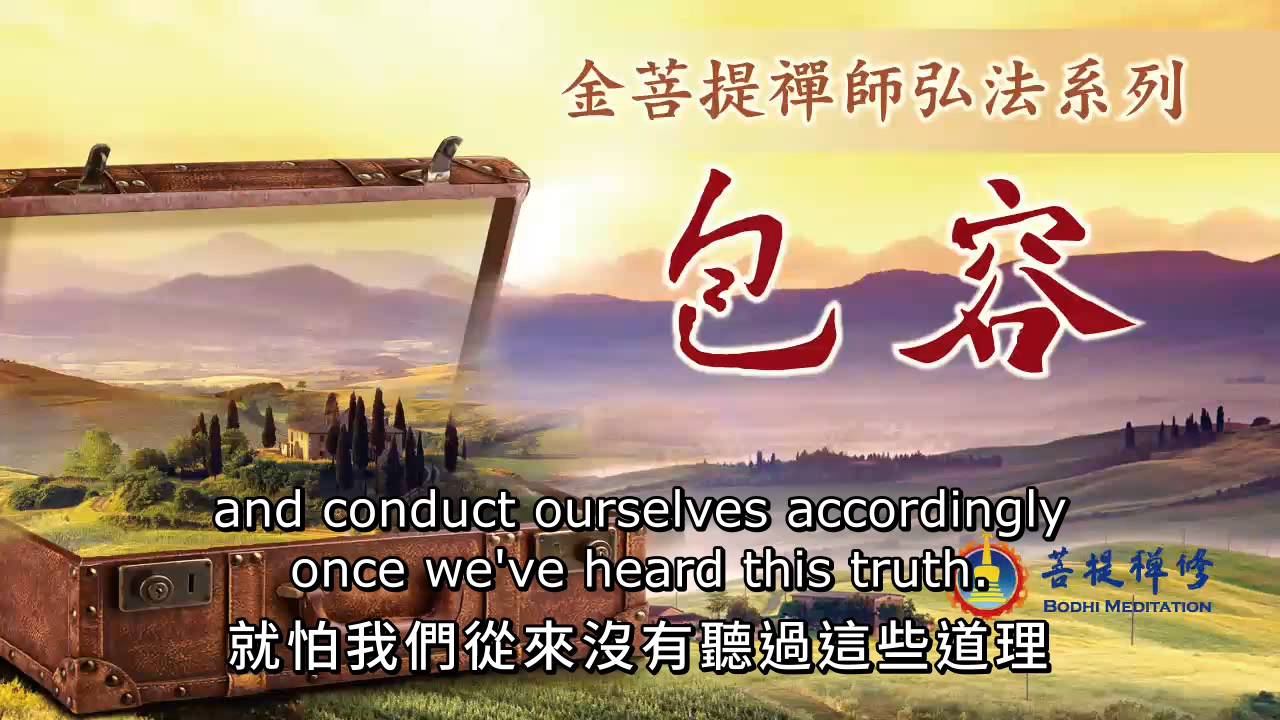 金菩提禪師弘法系列
包容
and conduct ourselves accordingly
once we've heard this truth.
菩提禪修
BODHI MEDITATION
就怕我們從來沒有聽過這些道理